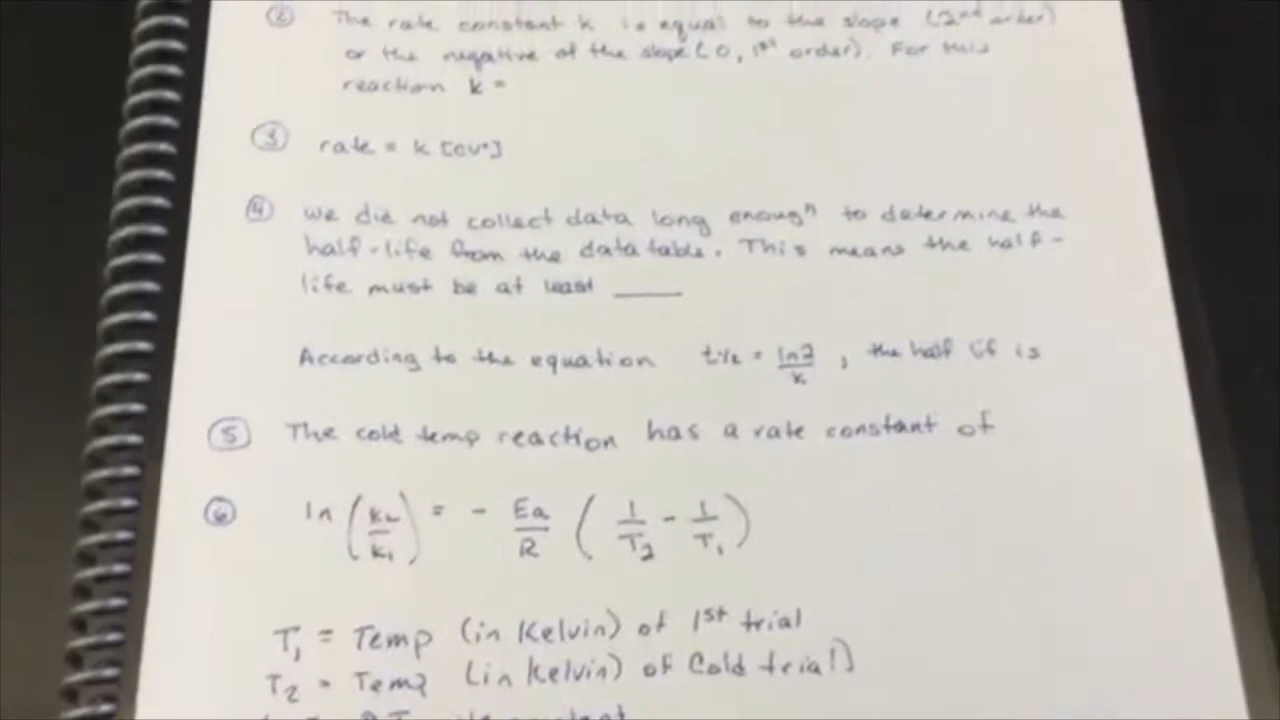 ② The rate constant k is equal to the slope (2nd order)
or the negative of the slope (0, 1st order). For this
reaction k =
③ rate = k [CV⁺]
④ we did not collect data long enough to determine the
half-life from the data table. This means the half-
life must be at least ____
According to the equation t½ = ln2/k, the half lif is
⑤ The cold temp reaction has a rate constant of
⑥ ln (k₂/k₁) = - Ea/R (1/T₂ - 1/T₁)
T₁ = Temp (in Kelvin) of 1st trial
T₂ = Temp (in Kelvin) of Cold trial)